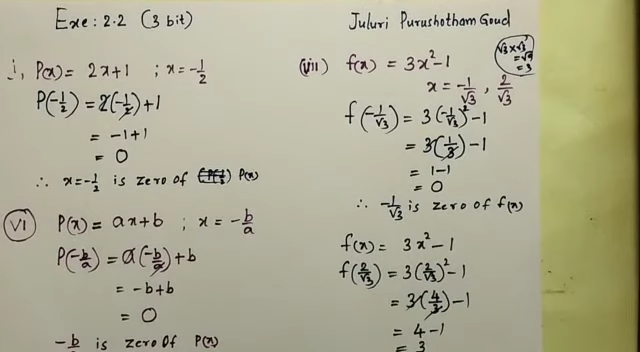 Exe: 2.2 (3 bit)
Juluri Purushotham Goud
i, P(x) = 2x+1 ; x = -1/2
P(-1/2) = 2(-1/2)+1
= -1+1
= 0
∴ x = -1/2 is zero of P(x)
(vi) P(x) = ax+b ; x = -b/a
P(-b/a) = a(-b/a)+b
= -b+b
= 0
-b/a is zero of P(x)
(vii) f(x) = 3x²-1
√3×√3
=√9
=3
x = -1/√3, 2/√3
f(-1/√3) = 3(-1/√3)²-1
= 3(1/3)-1
= 1-1
= 0
∴ -1/√3 is zero of f(x)
f(x) = 3x²-1
f(2/√3) = 3(2/√3)²-1
= 3(4/3)-1
= 4-1
= 3